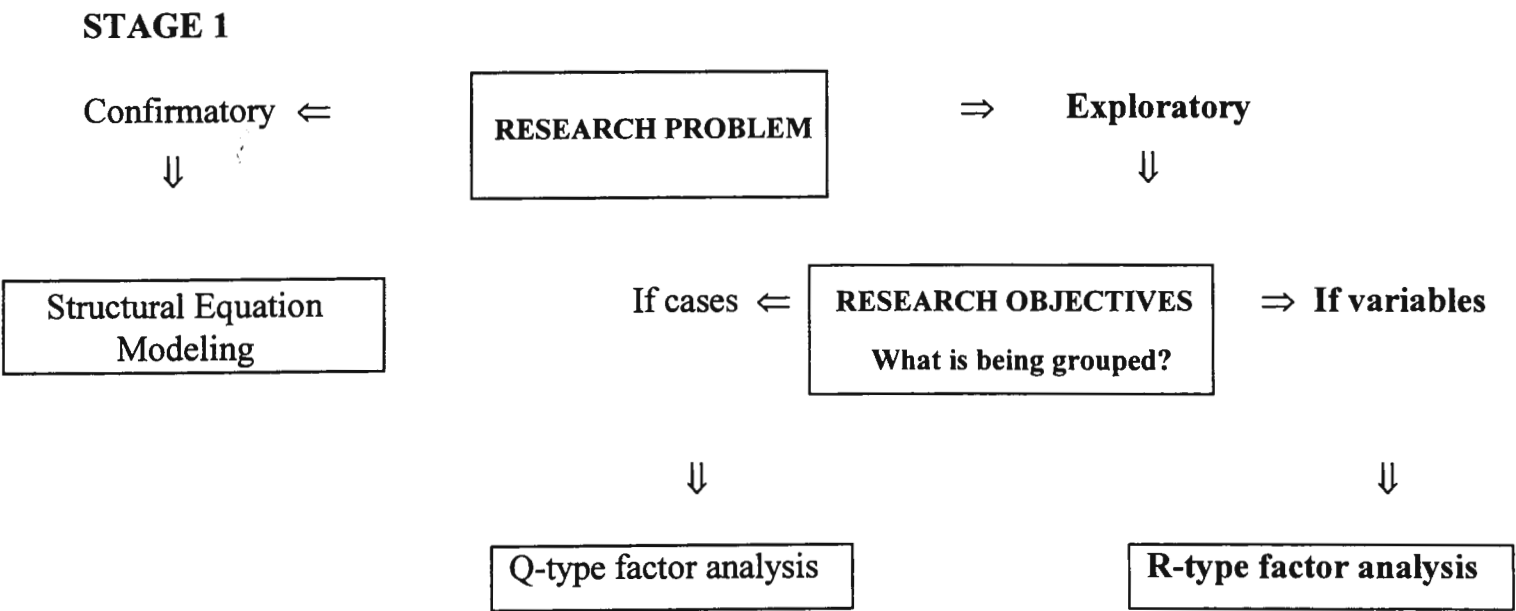 STAGE 1
Confirmatory ⇐
RESEARCH PROBLEM
⇒ Exploratory
⇓
⇓
Structural Equation
Modeling
If cases ⇐
RESEARCH OBJECTIVES
What is being grouped?
⇒ If variables
⇓
⇓
Q-type factor analysis
R-type factor analysis